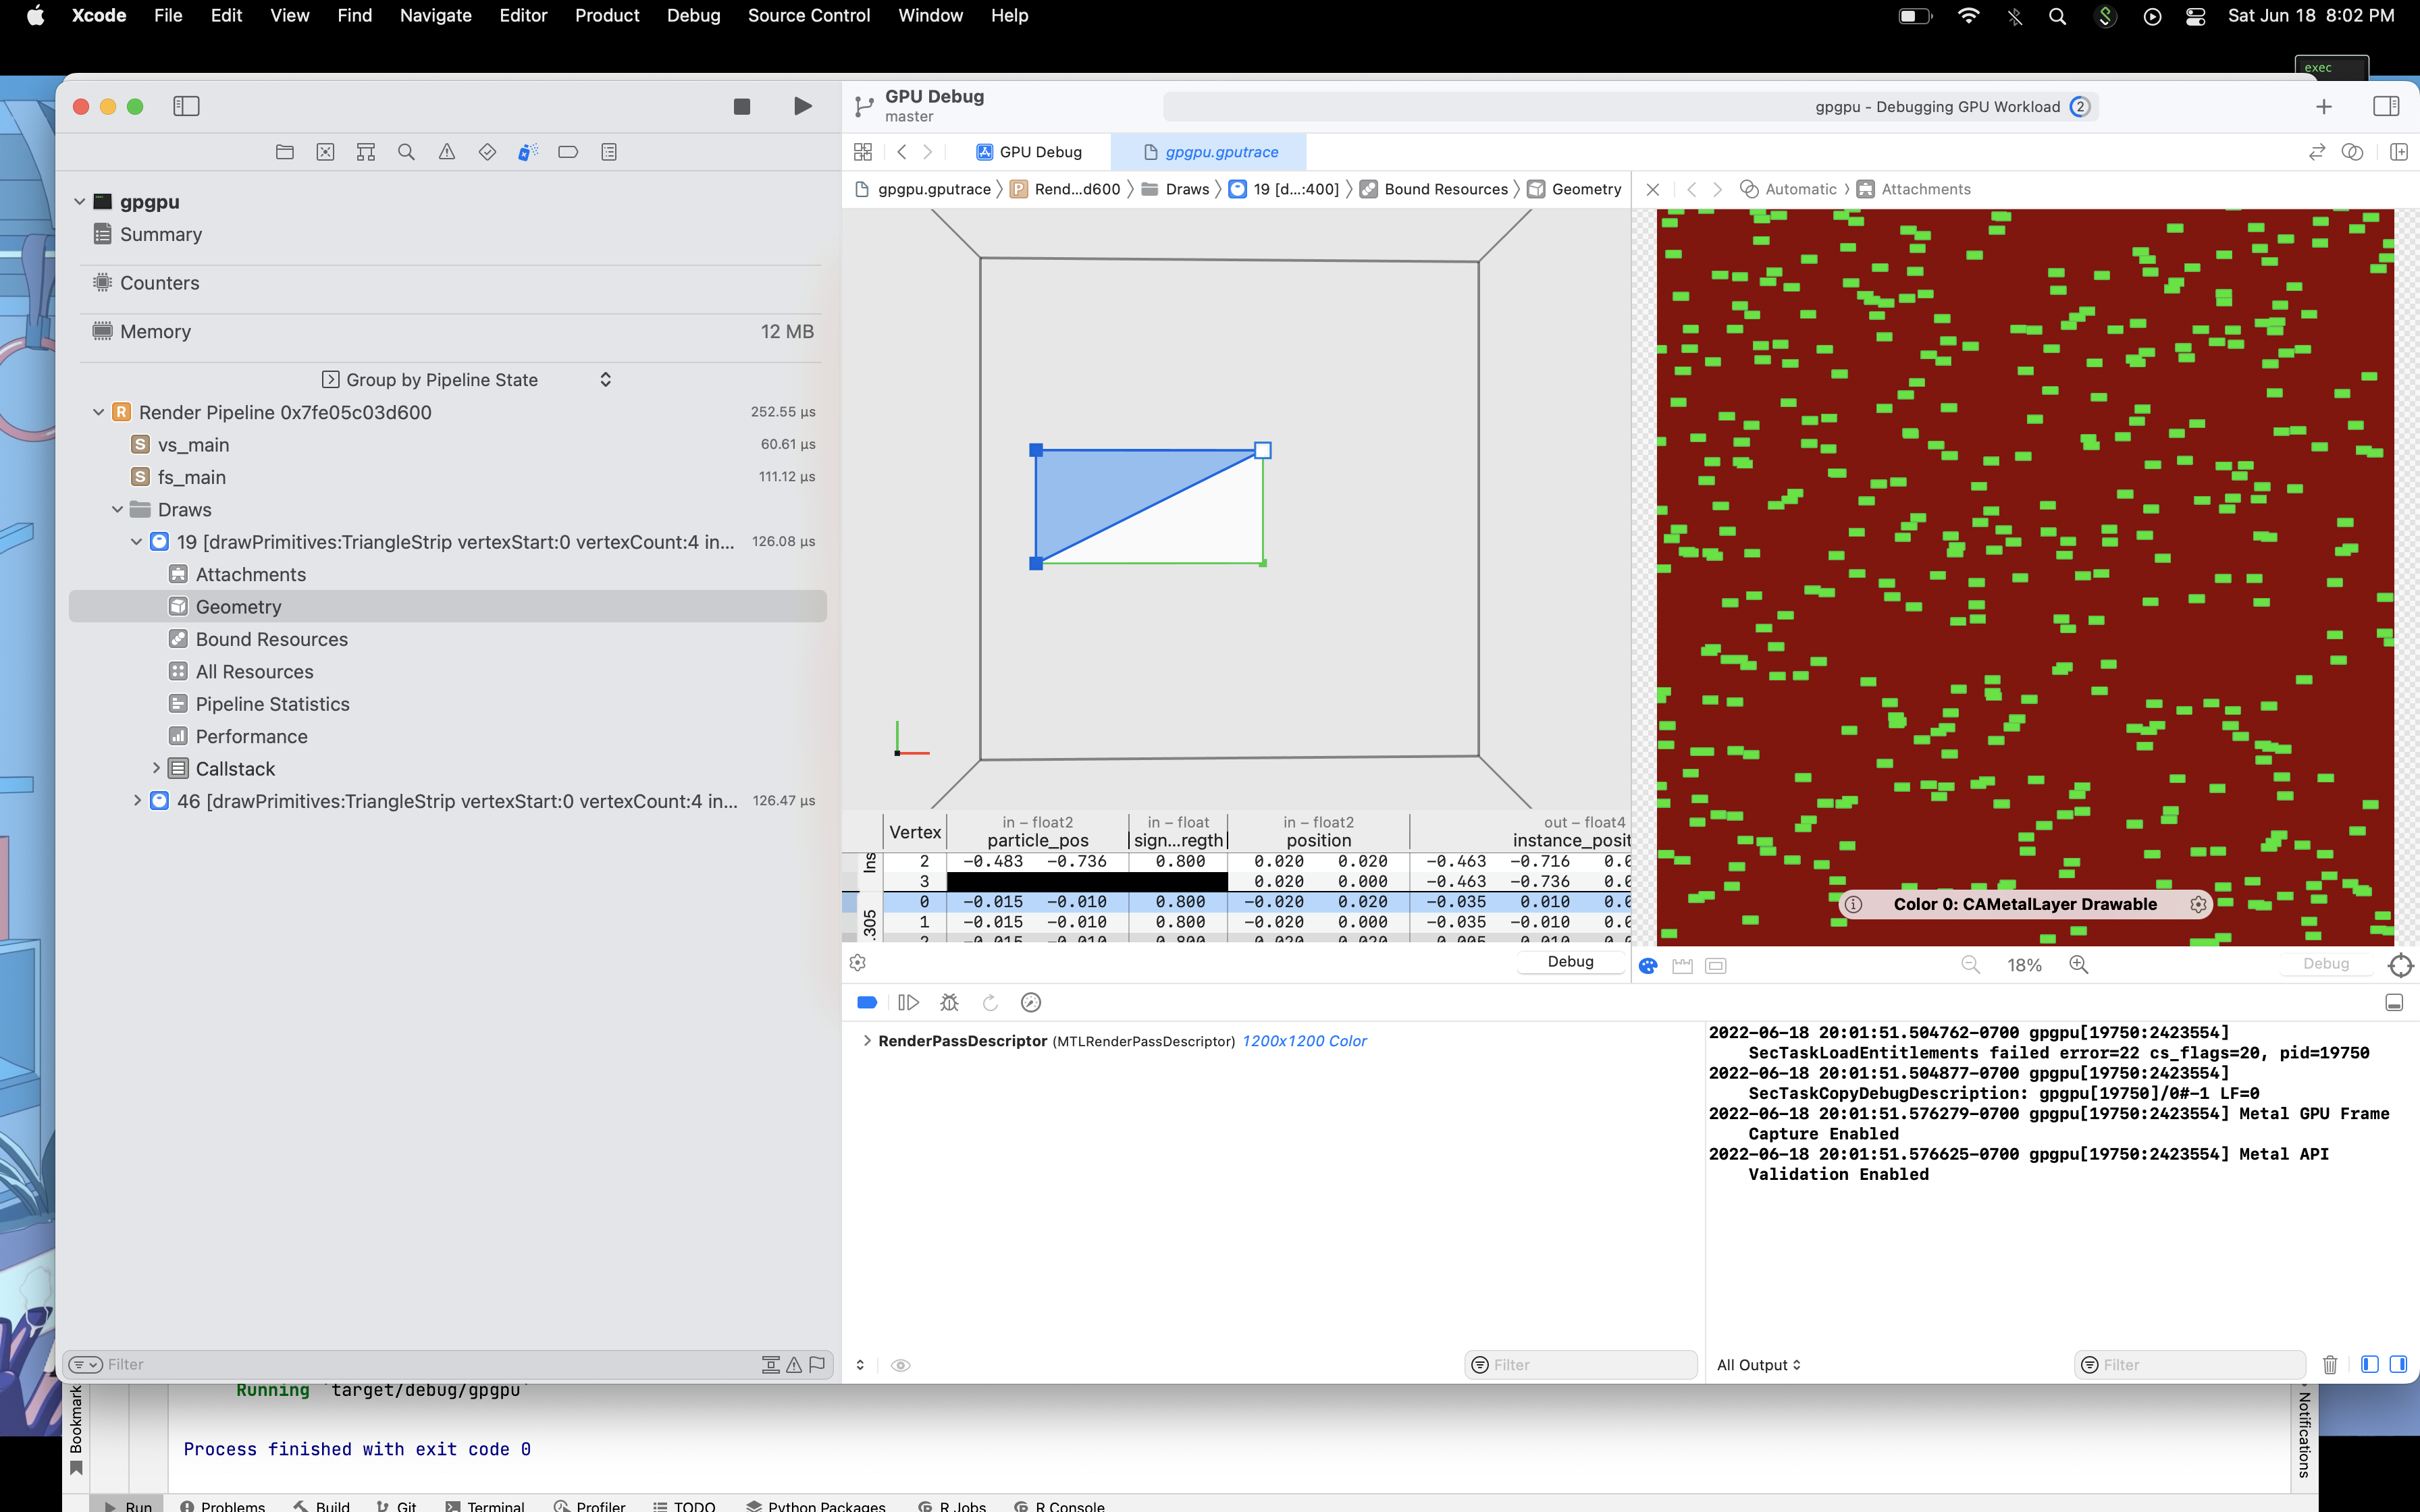 Xcode File Edit View Find Navigate Editor Product Debug Source Control Window Help
Sat Jun 18 8:02 PM
exec
GPU Debug
master
gpgpu - Debugging GPU Workload 2
GPU Debug
gpgpu.gputrace
gpgpu.gputrace
Rend...d600
Draws
19 [d...:400]
Bound Resources
Geometry
Automatic
Attachments
gpgpu
Summary
Counters
Memory 12 MB
Group by Pipeline State
R Render Pipeline 0x7fe05c03d600 252.55 µs
S vs_main 60.61 µs
S fs_main 111.12 µs
Draws
19 [drawPrimitives:TriangleStrip vertexStart:0 vertexCount:4 in... 126.08 µs
Attachments
Geometry
Bound Resources
All Resources
Pipeline Statistics
Performance
Callstack
46 [drawPrimitives:TriangleStrip vertexStart:0 vertexCount:4 in... 126.47 µs
Filter
in – float2 in – float in – float2 out – float4
Vertex particle_pos sign...regth position instance_posit
Ins
2 −0.483 −0.736 0.800 0.020 0.020 −0.463 −0.716 0.0
3 0.020 0.000 −0.463 −0.736 0.0
.305
0 −0.015 −0.010 0.800 −0.020 0.020 −0.035 0.010 0.0
1 −0.015 −0.010 0.800 −0.020 0.000 −0.035 −0.010 0.0
Debug
Color 0: CAMetalLayer Drawable
18%
Debug
RenderPassDescriptor (MTLRenderPassDescriptor) 1200x1200 Color
2022-06-18 20:01:51.504762-0700 gpgpu[19750:2423554]
SecTaskLoadEntitlements failed error=22 cs_flags=20, pid=19750
2022-06-18 20:01:51.504877-0700 gpgpu[19750:2423554]
SecTaskCopyDebugDescription: gpgpu[19750]/0#-1 LF=0
2022-06-18 20:01:51.576279-0700 gpgpu[19750:2423554] Metal GPU Frame
Capture Enabled
2022-06-18 20:01:51.576625-0700 gpgpu[19750:2423554] Metal API
Validation Enabled
Filter
All Output
Filter
Running `target/debug/gpgpu`
Process finished with exit code 0
Bookmark
Notifications
Run Problems Build Git Terminal Profiler TODO Python Packages R Jobs R Console